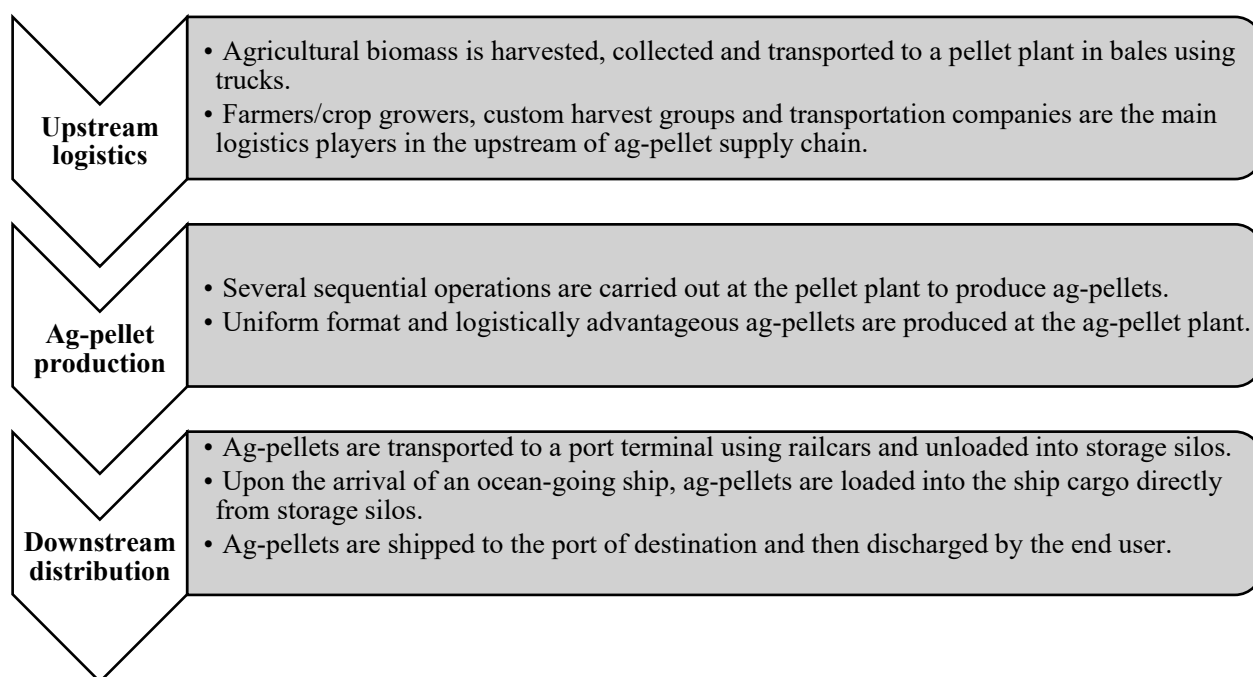 Upstream
logistics
• Agricultural biomass is harvested, collected and transported to a pellet plant in bales using
trucks.
• Farmers/crop growers, custom harvest groups and transportation companies are the main
logistics players in the upstream of ag-pellet supply chain.
Ag-pellet
production
• Several sequential operations are carried out at the pellet plant to produce ag-pellets.
• Uniform format and logistically advantageous ag-pellets are produced at the ag-pellet plant.
Downstream
distribution
• Ag-pellets are transported to a port terminal using railcars and unloaded into storage silos.
• Upon the arrival of an ocean-going ship, ag-pellets are loaded into the ship cargo directly
from storage silos.
• Ag-pellets are shipped to the port of destination and then discharged by the end user.